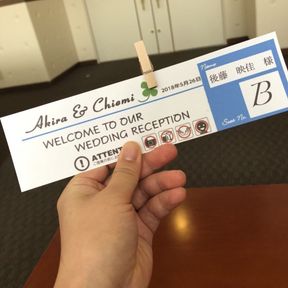 Akira & Chiemi
2018年5月26日
WELCOME TO OUR
WEDDING RECEPTION
ATTENT
Name
後藤 映佳 様
B
Seat No.